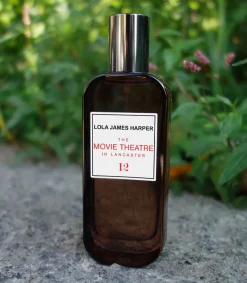 LOLA JAMES HARPER
THE
MOVIE THEATRE
IN LANCASTER
12